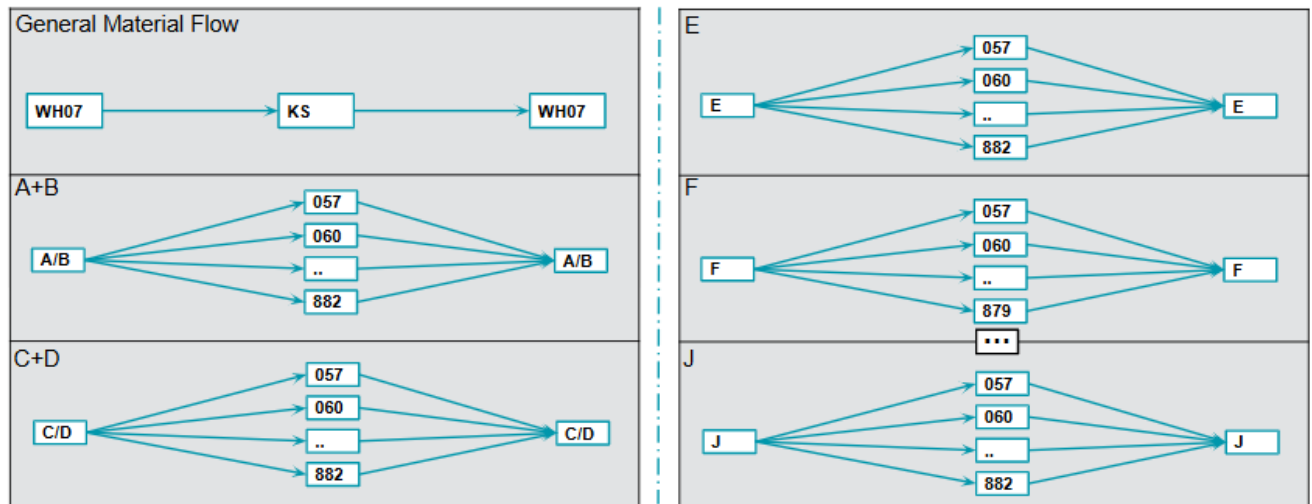 General Material Flow
WH07 KS WH07
A+B
057
060
A/B .. A/B
882
C+D
057
060
C/D .. C/D
882
E
057
060
E .. E
882
F
057
060
F .. F
879
...
J
057
060
J .. J
882